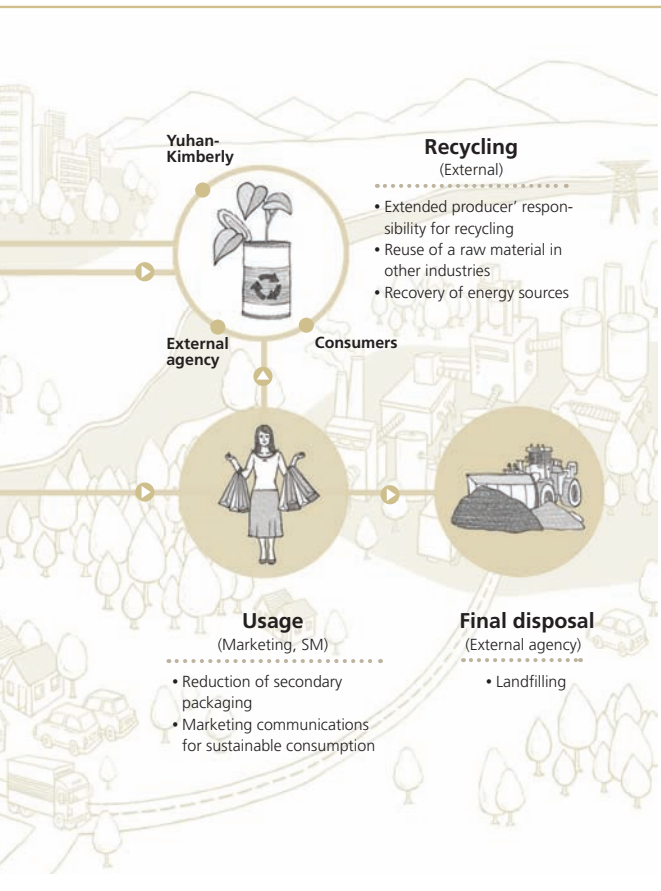 Yuhan-
Kimberly
Recycling
(External)
• Extended producer’ respon-
sibility for recycling
• Reuse of a raw material in
other industries
• Recovery of energy sources
External
agency
Consumers
Usage
(Marketing, SM)
• Reduction of secondary
packaging
• Marketing communications
for sustainable consumption
Final disposal
(External agency)
• Landfilling